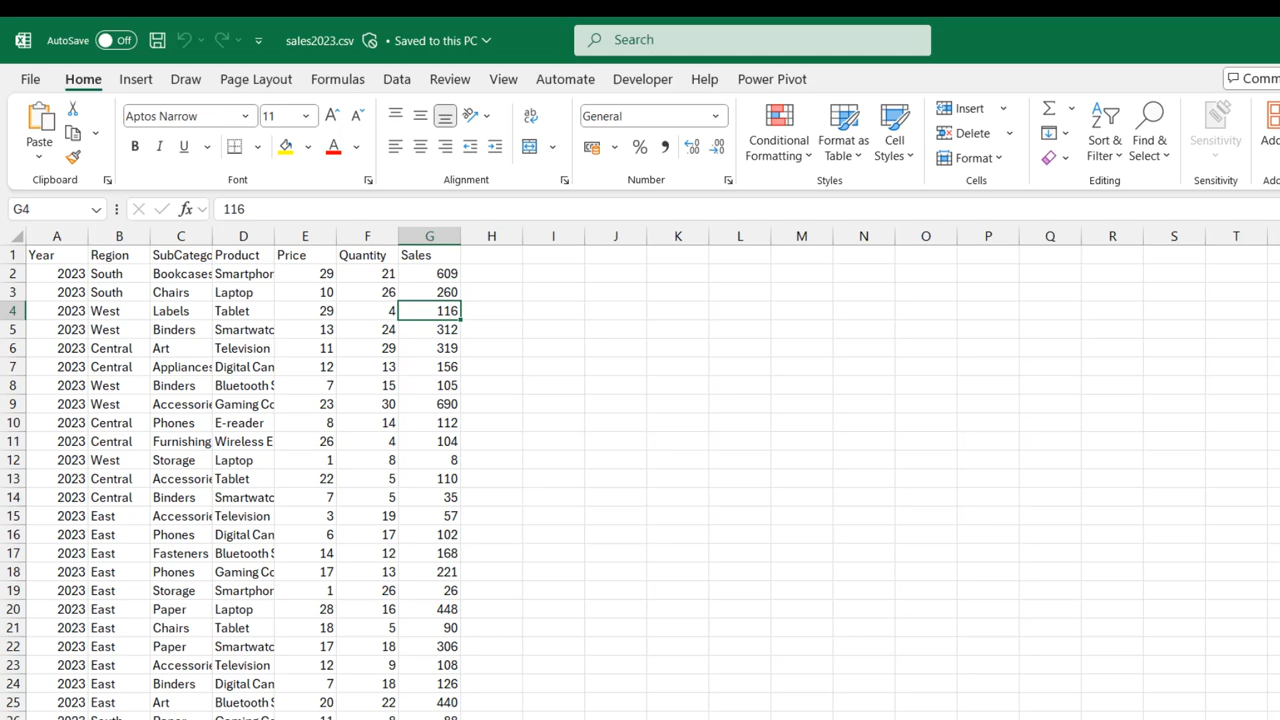 AutoSave Off sales2023.csv • Saved to this PC Search
File Home Insert Draw Page Layout Formulas Data Review View Automate Developer Help Power Pivot Comm
Paste Aptos Narrow 11 General Conditional Formatting Format as Table Cell Styles Insert Delete Format Sort & Filter Find & Select Sensitivity Add
Clipboard Font Alignment Number Styles Cells Editing Sensitivity Add
G4 fx 116
A B C D E F G H I J K L M N O P Q R S T
1 Year Region SubCatego Product Price Quantity Sales
2 2023 South Bookcases Smartphor 29 21 609
3 2023 South Chairs Laptop 10 26 260
4 2023 West Labels Tablet 29 4 116
5 2023 West Binders Smartwatc 13 24 312
6 2023 Central Art Television 11 29 319
7 2023 Central Appliances Digital Can 12 13 156
8 2023 West Binders Bluetooth S 7 15 105
9 2023 West Accessorie Gaming Co 23 30 690
10 2023 Central Phones E-reader 8 14 112
11 2023 Central Furnishing Wireless E 26 4 104
12 2023 West Storage Laptop 1 8 8
13 2023 Central Accessorie Tablet 22 5 110
14 2023 Central Binders Smartwatc 7 5 35
15 2023 East Accessorie Television 3 19 57
16 2023 East Phones Digital Can 6 17 102
17 2023 East Fasteners Bluetooth S 14 12 168
18 2023 East Phones Gaming Co 17 13 221
19 2023 East Storage Smartphor 1 26 26
20 2023 East Paper Laptop 28 16 448
21 2023 East Chairs Tablet 18 5 90
22 2023 East Paper Smartwatc 17 18 306
23 2023 East Accessorie Television 12 9 108
24 2023 East Binders Digital Can 7 18 126
25 2023 East Art Bluetooth S 20 22 440